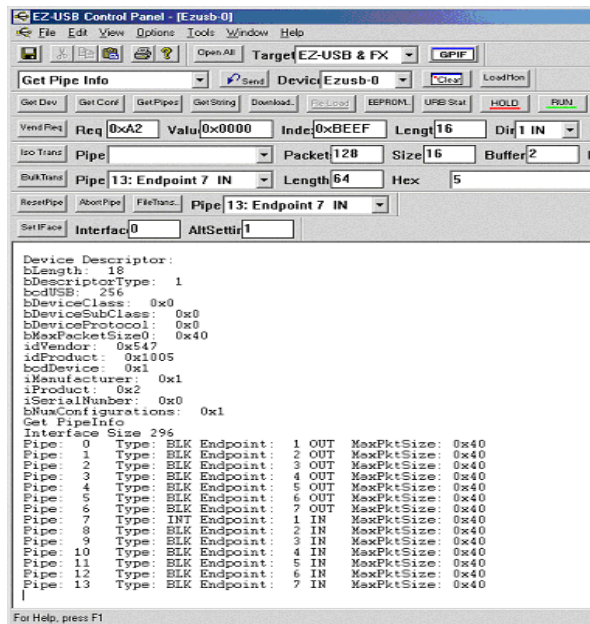 EZ-USB Control Panel - [Ezusb-0]
File Edit View Options Tools Window Help
Open All Target EZ-USB & FX GPIF
Get Pipe Info Send Devic Ezusb-0 Clear LoadMon
Get Dev Get Conf GetPipes GetString Download.. Re-Load EEPROM.. URB Stat HOLD RUN
Vend Req Req 0xA2 Valu 0x0000 Inde: 0xBEEF Lengt 16 Dir 1 IN
Iso Trans Pipe Packet 128 Size 16 Buffer 2
BulkTrans Pipe 13: Endpoint 7 IN Length 64 Hex 5
ResetPipe AbortPipe FileTrans.. Pipe 13: Endpoint 7 IN
Set IFace Interfac 0 AltSettir 1
Device Descriptor:
bLength: 18
bDescriptorType: 1
bcdUSB: 256
bDeviceClass: 0x0
bDeviceSubClass: 0x0
bDeviceProtocol: 0x0
bMaxPacketSize0: 0x40
idVendor: 0x547
idProduct: 0x1005
bcdDevice: 0x1
iManufacturer: 0x1
iProduct: 0x2
iSerialNumber: 0x0
bNumConfigurations: 0x1
Get PipeInfo
Interface Size 296
Pipe: 0 Type: BLK Endpoint: 1 OUT MaxPktSize: 0x40
Pipe: 1 Type: BLK Endpoint: 2 OUT MaxPktSize: 0x40
Pipe: 2 Type: BLK Endpoint: 3 OUT MaxPktSize: 0x40
Pipe: 3 Type: BLK Endpoint: 4 OUT MaxPktSize: 0x40
Pipe: 4 Type: BLK Endpoint: 5 OUT MaxPktSize: 0x40
Pipe: 5 Type: BLK Endpoint: 6 OUT MaxPktSize: 0x40
Pipe: 6 Type: BLK Endpoint: 7 OUT MaxPktSize: 0x40
Pipe: 7 Type: INT Endpoint: 1 IN MaxPktSize: 0x40
Pipe: 8 Type: BLK Endpoint: 2 IN MaxPktSize: 0x40
Pipe: 9 Type: BLK Endpoint: 3 IN MaxPktSize: 0x40
Pipe: 10 Type: BLK Endpoint: 4 IN MaxPktSize: 0x40
Pipe: 11 Type: BLK Endpoint: 5 IN MaxPktSize: 0x40
Pipe: 12 Type: BLK Endpoint: 6 IN MaxPktSize: 0x40
Pipe: 13 Type: BLK Endpoint: 7 IN MaxPktSize: 0x40
For Help, press F1